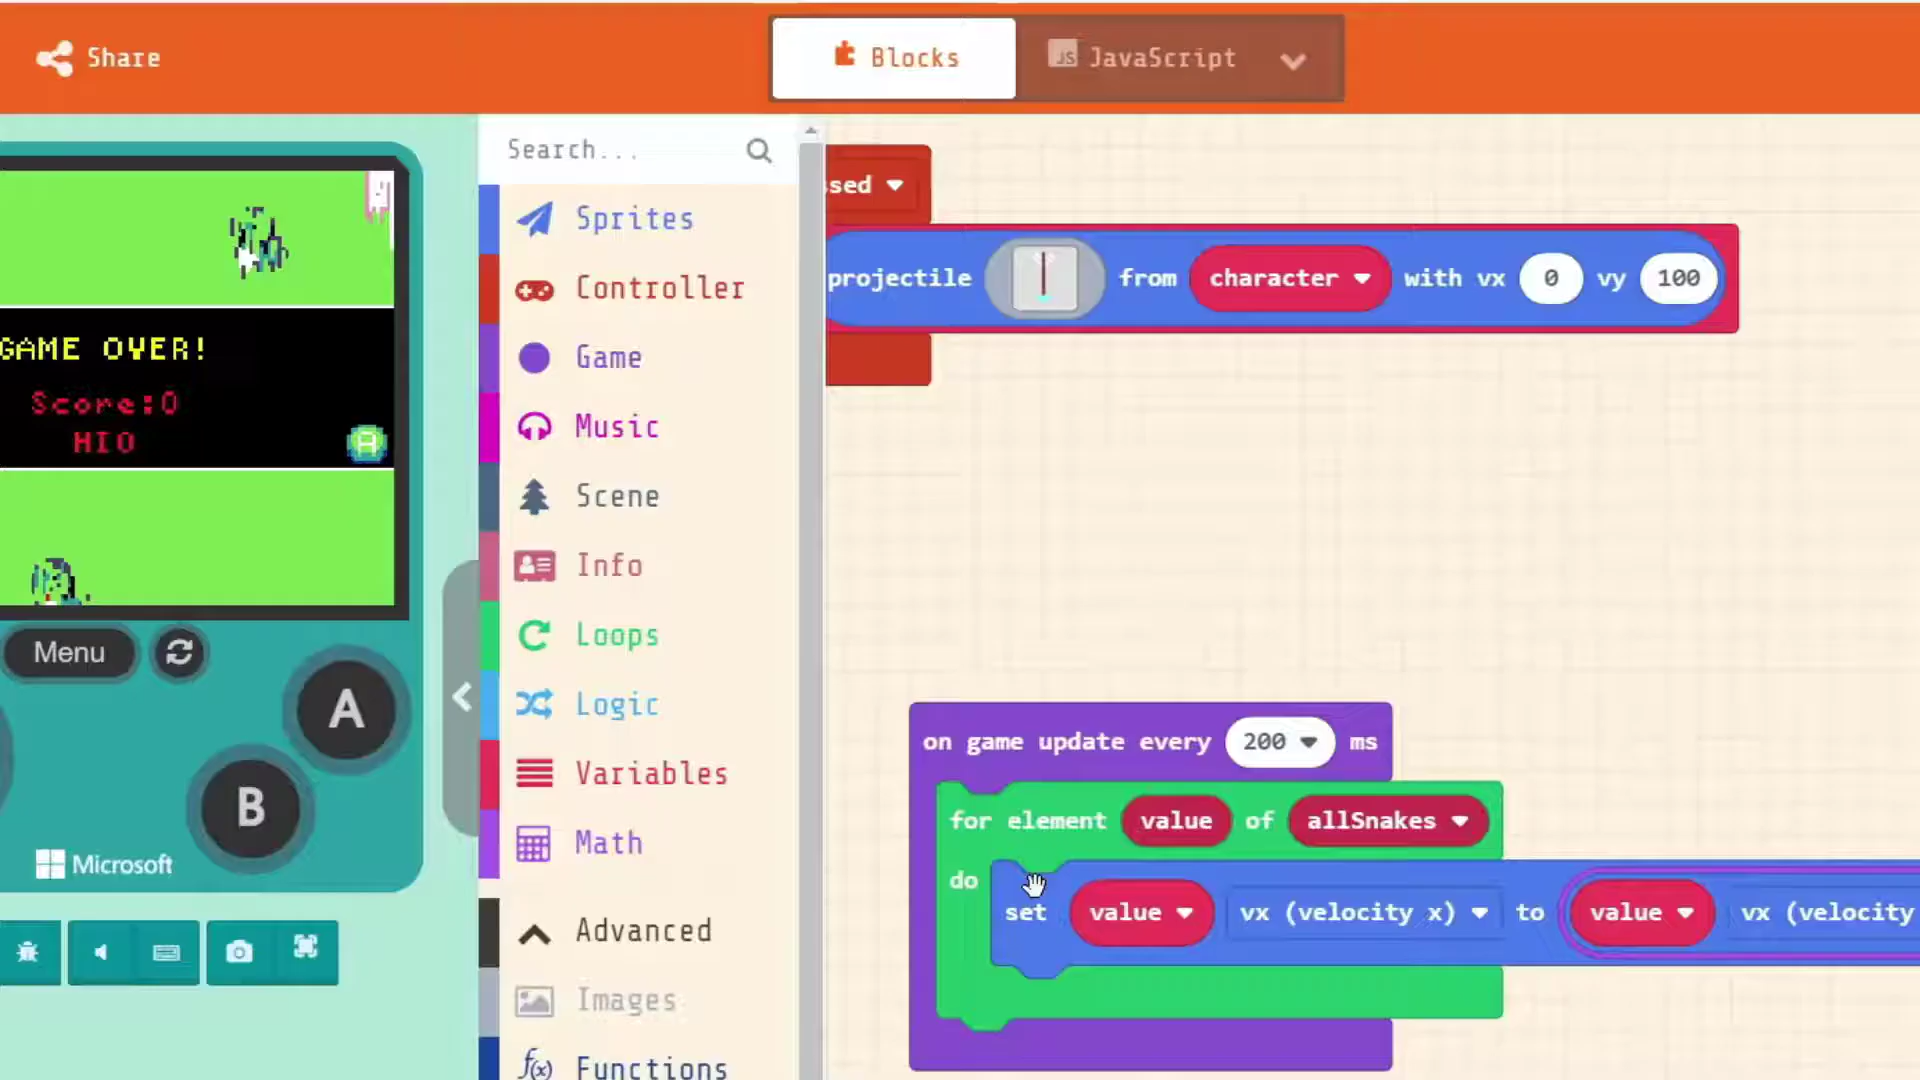 Share
Blocks
JavaScript
Search...
ssed
projectile from character with vx 0 vy 100
Sprites
Controller
Game
Music
Scene
Info
Loops
Logic
Variables
Math
Advanced
Images
Functions
GAME OVER!
Score:0
HI0
A
Menu
A
B
Microsoft
on game update every 200 ms
for element value of allSnakes
do
set value vx (velocity x) to value vx (velocity